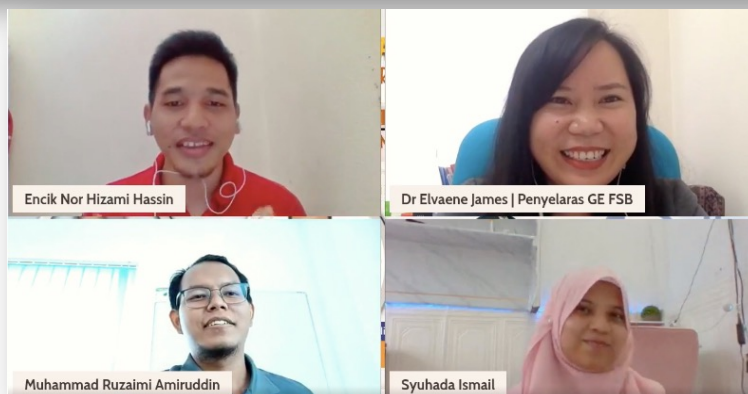 Encik Nor Hizami Hassin
Dr Elvaene James | Penyelaras GE FSB
Muhammad Ruzaimi Amiruddin
Syuhada Ismail